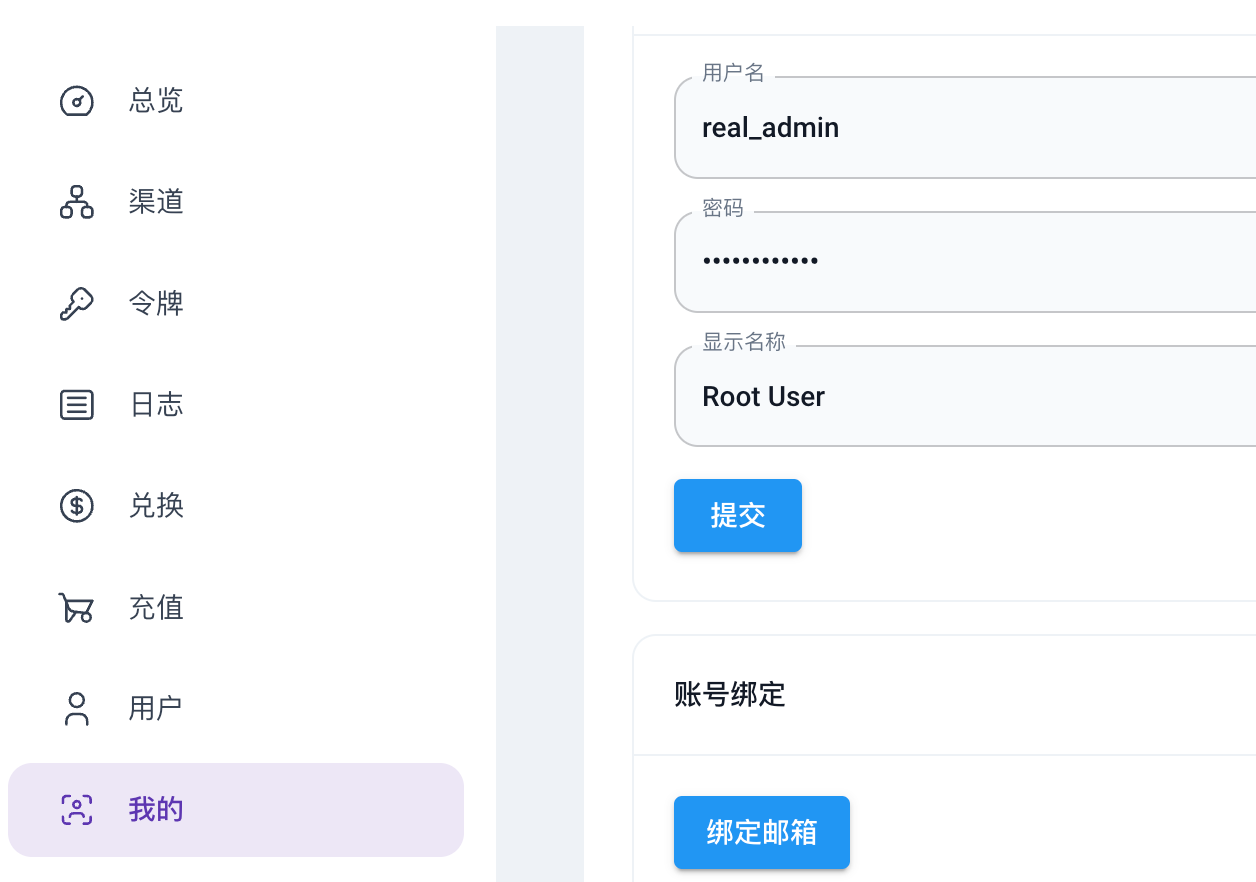 总览
渠道
令牌
日志
兑换
充值
用户
我的
用户名
real_admin
密码
••••••••••••
显示名称
Root User
提交
账号绑定
绑定邮箱